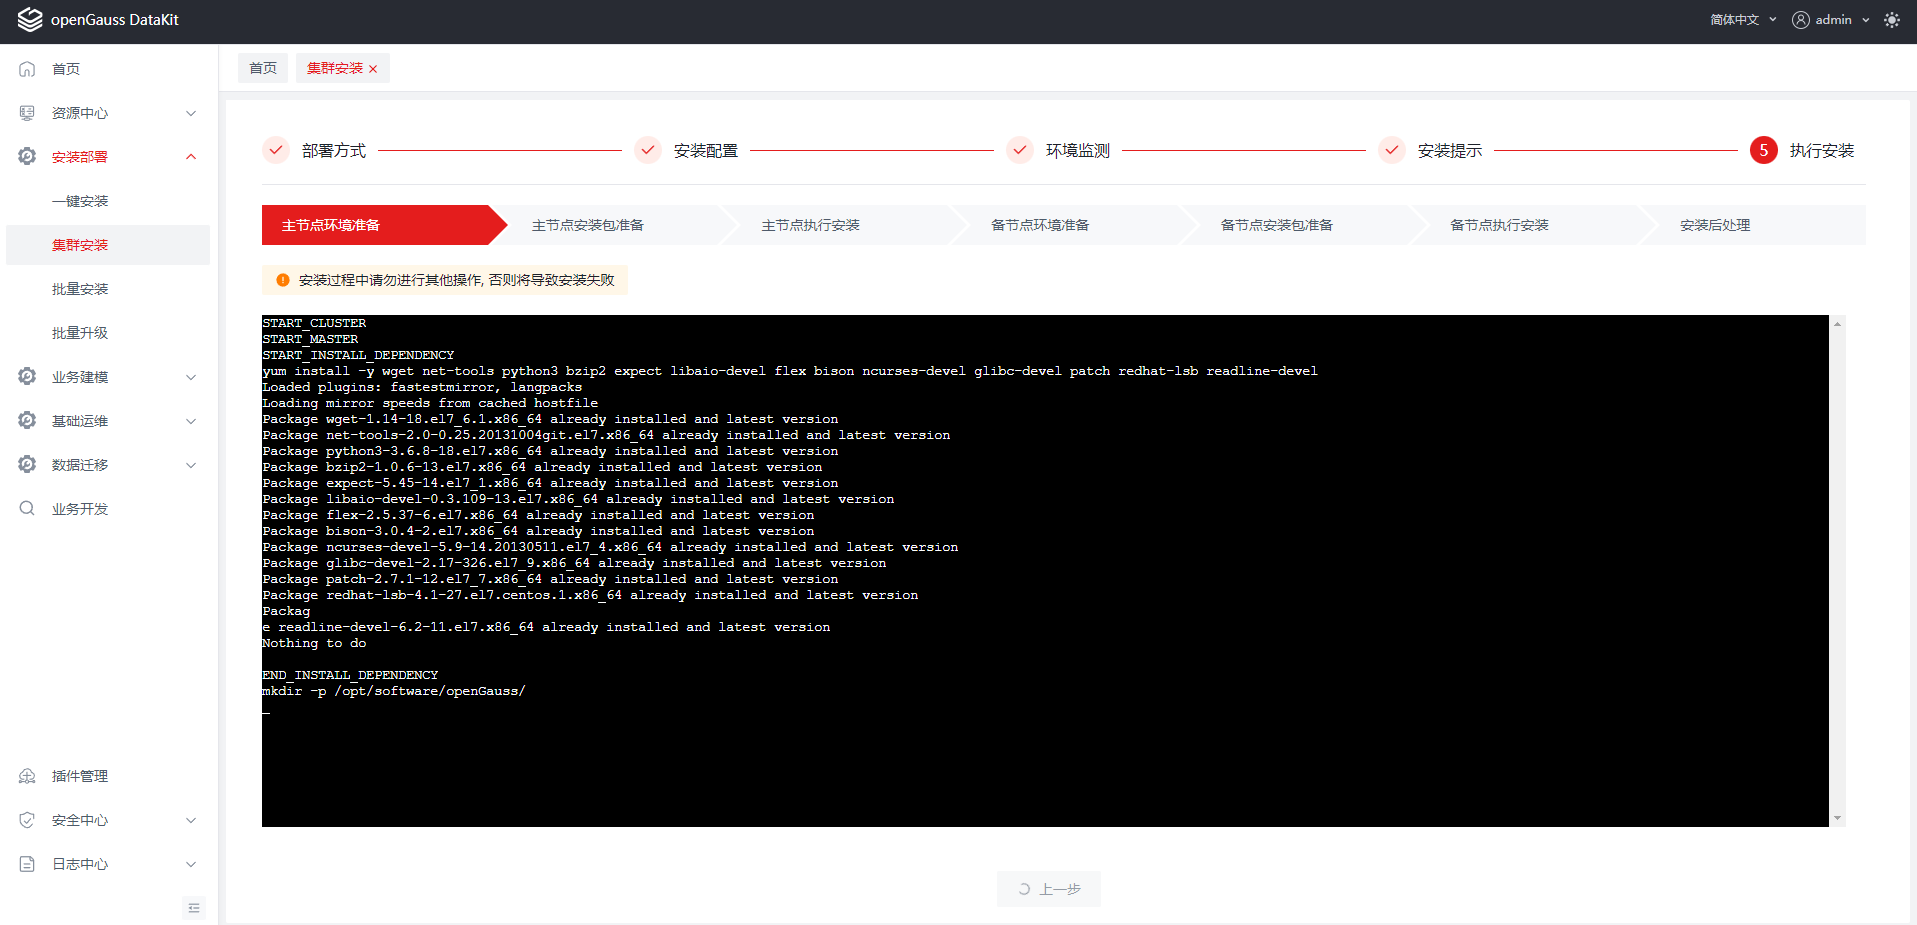 openGauss DataKit
简体中文
admin
首页
资源中心
安装部署
一键安装
集群安装
批量安装
批量升级
业务建模
基础运维
数据迁移
业务开发
插件管理
安全中心
日志中心
首页
集群安装
部署方式
安装配置
环境监测
安装提示
5 执行安装
主节点环境准备
主节点安装包准备
主节点执行安装
备节点环境准备
备节点安装包准备
备节点执行安装
安装后处理
安装过程中请勿进行其他操作, 否则将导致安装失败
START_CLUSTER
START_MASTER
START_INSTALL_DEPENDENCY
yum install -y wget net-tools python3 bzip2 expect libaio-devel flex bison ncurses-devel glibc-devel patch redhat-lsb readline-devel
Loaded plugins: fastestmirror, langpacks
Loading mirror speeds from cached hostfile
Package wget-1.14-18.el7_6.1.x86_64 already installed and latest version
Package net-tools-2.0-0.25.20131004git.el7.x86_64 already installed and latest version
Package python3-3.6.8-18.el7.x86_64 already installed and latest version
Package bzip2-1.0.6-13.el7.x86_64 already installed and latest version
Package expect-5.45-14.el7_1.x86_64 already installed and latest version
Package libaio-devel-0.3.109-13.el7.x86_64 already installed and latest version
Package flex-2.5.37-6.el7.x86_64 already installed and latest version
Package bison-3.0.4-2.el7.x86_64 already installed and latest version
Package ncurses-devel-5.9-14.20130511.el7_4.x86_64 already installed and latest version
Package glibc-devel-2.17-326.el7_9.x86_64 already installed and latest version
Package patch-2.7.1-12.el7_7.x86_64 already installed and latest version
Package redhat-lsb-4.1-27.el7.centos.1.x86_64 already installed and latest version
Packag
e readline-devel-6.2-11.el7.x86_64 already installed and latest version
Nothing to do
END_INSTALL_DEPENDENCY
mkdir -p /opt/software/openGauss/
_
上一步